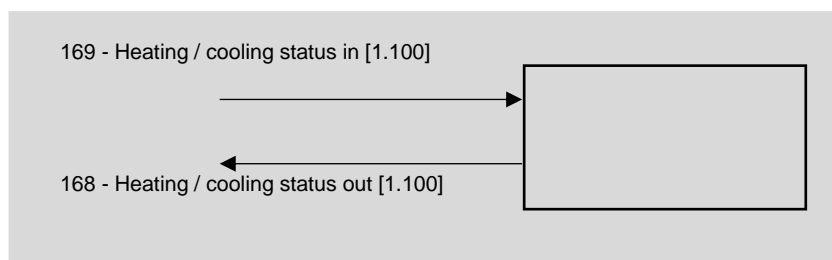 169 - Heating / cooling status in [1.100]
168 - Heating / cooling status out [1.100]